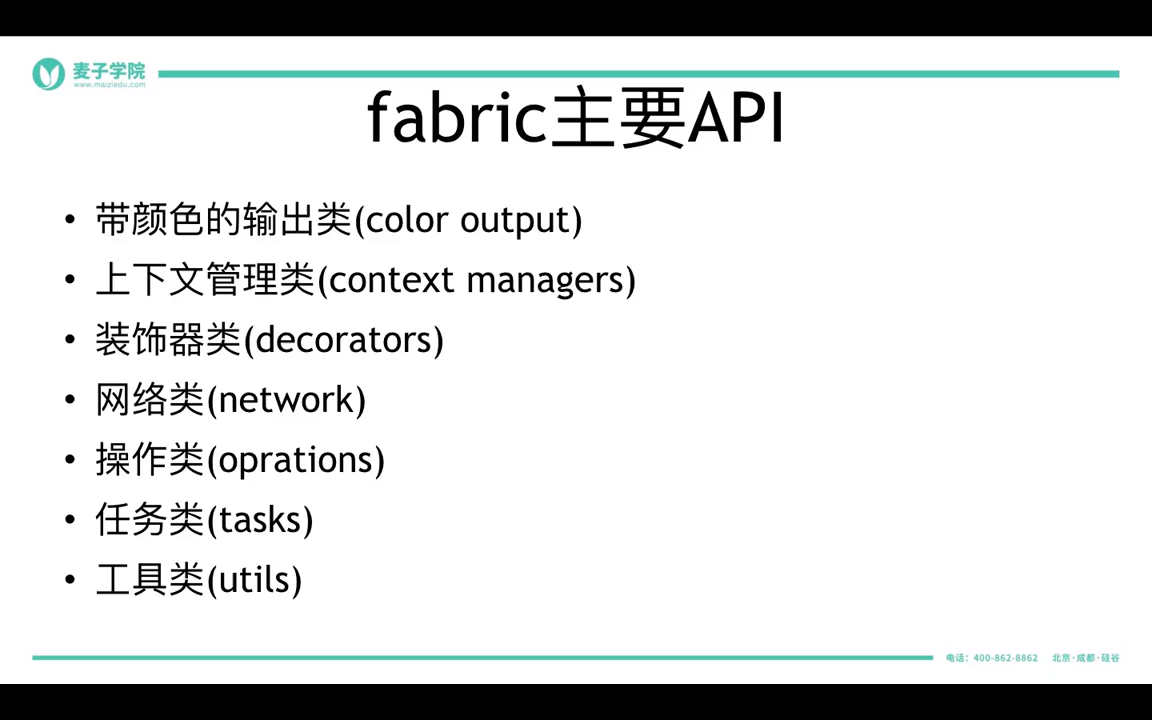 麦子学院
www.maiziedu.com
fabric主要API
• 带颜色的输出类(color output)
• 上下文管理类(context managers)
• 装饰器类(decorators)
• 网络类(network)
• 操作类(oprations)
• 任务类(tasks)
• 工具类(utils)
电话：400-862-8862 北京·成都·硅谷